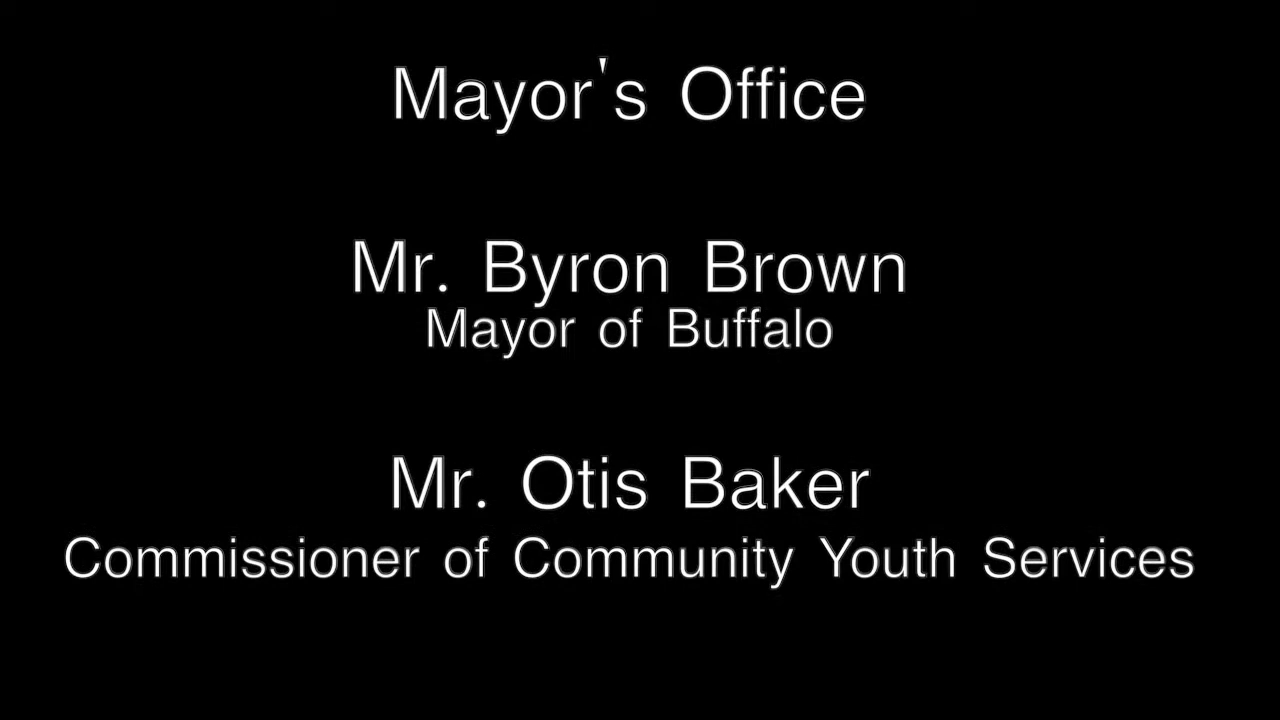 Mayor's Office
Mr. Byron Brown
Mayor of Buffalo
Mr. Otis Baker
Commissioner of Community Youth Services